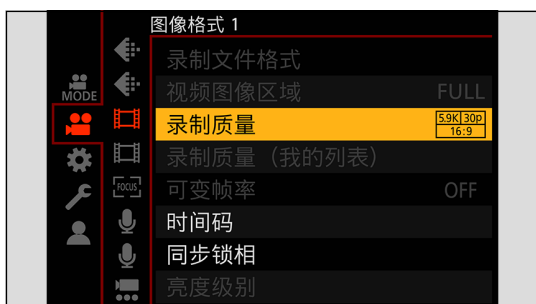 图像格式 1
MODE
录制文件格式
视频图像区域 FULL
录制质量 5.9K 30p 16:9
录制质量（我的列表）
FOCUS
可变帧率 OFF
时间码
同步锁相
亮度级别